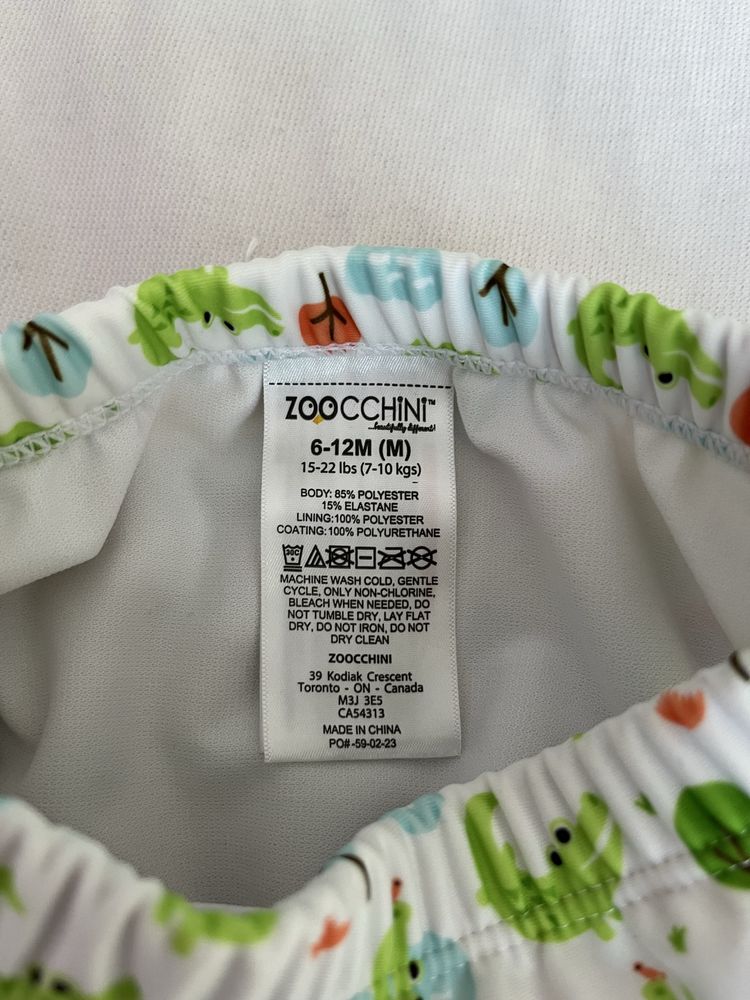 ZOOCCHINI™
...beautifully different!
6-12M (M)
15-22 lbs (7-10 kgs)
BODY: 85% POLYESTER
15% ELASTANE
LINING:100% POLYESTER
COATING:100% POLYURETHANE
30C
MACHINE WASH COLD, GENTLE
CYCLE, ONLY NON-CHLORINE,
BLEACH WHEN NEEDED, DO
NOT TUMBLE DRY, LAY FLAT
DRY, DO NOT IRON, DO NOT
DRY CLEAN
ZOOCCHINI
39 Kodiak Crescent
Toronto - ON - Canada
M3J 3E5
CA54313
MADE IN CHINA
PO#-59-02-23